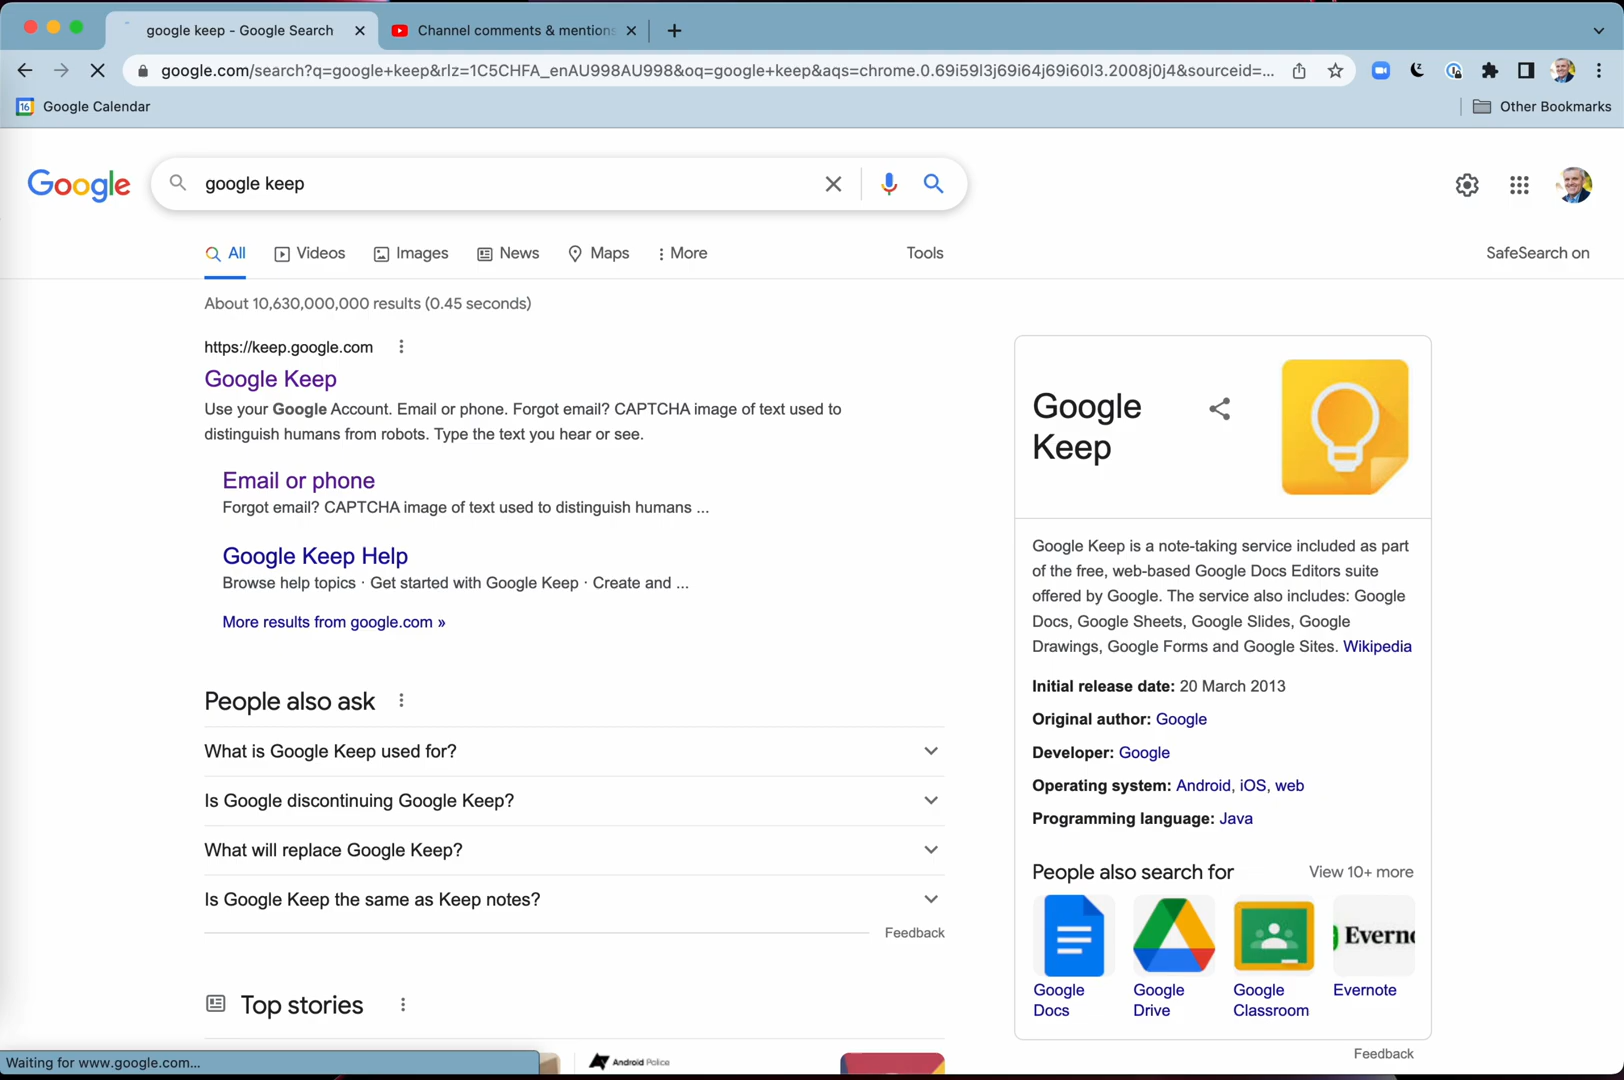 google keep - Google Search
Channel comments & mentions
google.com/search?q=google+keep&rlz=1C5CHFA_enAU998AU998&oq=google+keep&aqs=chrome.0.69i59l3j69i64j69i60l3.2008j0j4&sourceid=...
16 Google Calendar
Other Bookmarks
Google
google keep
All
Videos
Images
News
Maps
More
Tools
SafeSearch on
About 10,630,000,000 results (0.45 seconds)
https://keep.google.com
Google Keep
Use your Google Account. Email or phone. Forgot email? CAPTCHA image of text used to
distinguish humans from robots. Type the text you hear or see.
Email or phone
Forgot email? CAPTCHA image of text used to distinguish humans ...
Google Keep Help
Browse help topics · Get started with Google Keep · Create and ...
More results from google.com »
People also ask
What is Google Keep used for?
Is Google discontinuing Google Keep?
What will replace Google Keep?
Is Google Keep the same as Keep notes?
Feedback
Top stories
Android Police
Waiting for www.google.com...
Google
Keep
Google Keep is a note-taking service included as part
of the free, web-based Google Docs Editors suite
offered by Google. The service also includes: Google
Docs, Google Sheets, Google Slides, Google
Drawings, Google Forms and Google Sites. Wikipedia
Initial release date: 20 March 2013
Original author: Google
Developer: Google
Operating system: Android, iOS, web
Programming language: Java
People also search for
View 10+ more
Everno
Google
Docs
Google
Drive
Google
Classroom
Evernote
Feedback